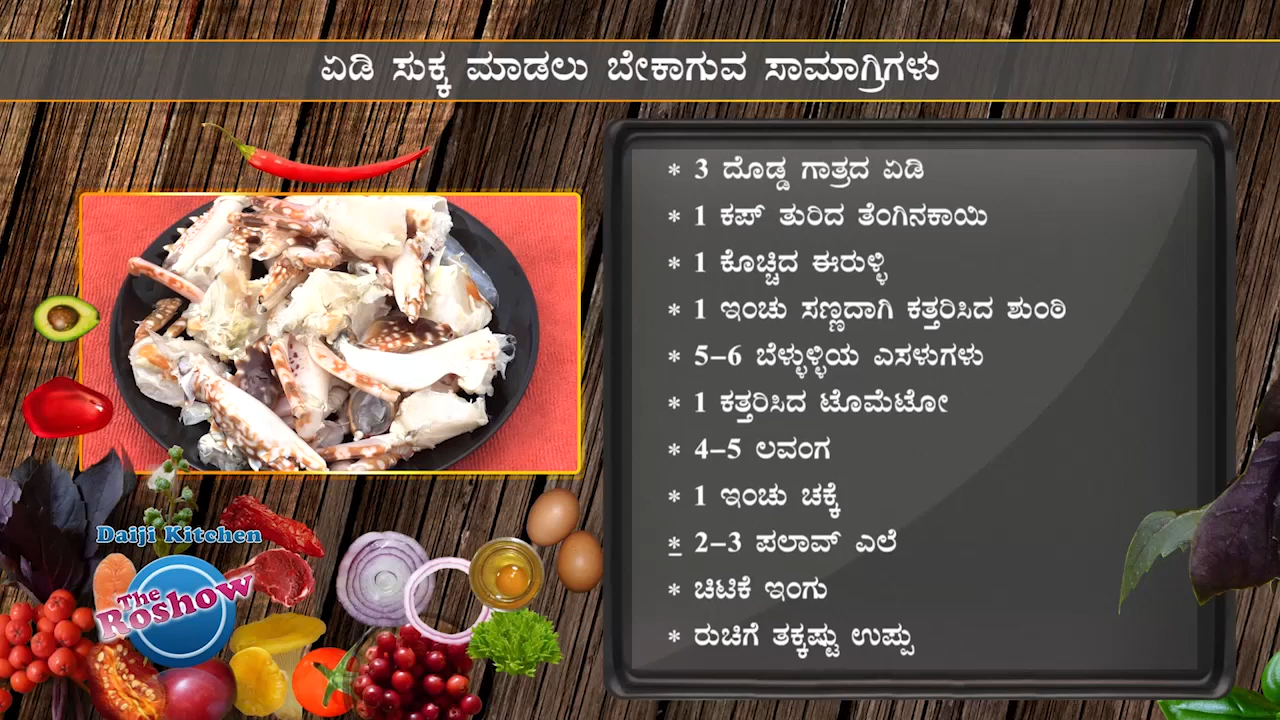 ಏಡಿ ಸುಕ್ಕ ಮಾಡಲು ಬೇಕಾಗುವ ಸಾಮಾಗ್ರಿಗಳು
* 3 ದೊಡ್ಡ ಗಾತ್ರದ ಏಡಿ
* 1 ಕಪ್ ತುರಿದ ತೆಂಗಿನಕಾಯಿ
* 1 ಕೊಚ್ಚಿದ ಈರುಳ್ಳಿ
* 1 ಇಂಚು ಸಣ್ಣದಾಗಿ ಕತ್ತರಿಸಿದ ಶುಂಠಿ
* 5-6 ಬೆಳ್ಳುಳ್ಳಿಯ ಎಸಳುಗಳು
* 1 ಕತ್ತರಿಸಿದ ಟೊಮೆಟೋ
* 4-5 ಲವಂಗ
* 1 ಇಂಚು ಚಕ್ಕೆ
* 2-3 ಪಲಾವ್ ಎಲೆ
* ಚಿಟಿಕೆ ಇಂಗು
* ರುಚಿಗೆ ತಕ್ಕಷ್ಟು ಉಪ್ಪು
Daiji Kitchen
The
Roshow